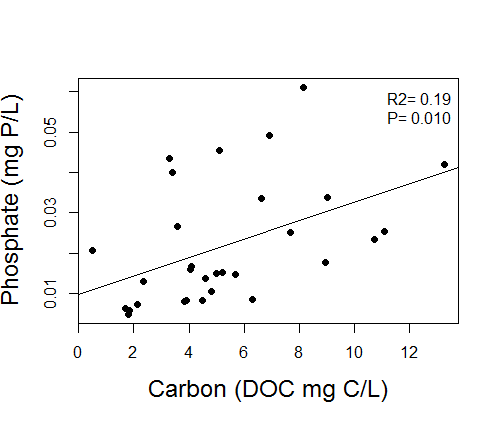 R2= 0.19
P= 0.010
Phosphate (mg P/L)
0.05
0.03
0.01
0 2 4 6 8 10 12
Carbon (DOC mg C/L)